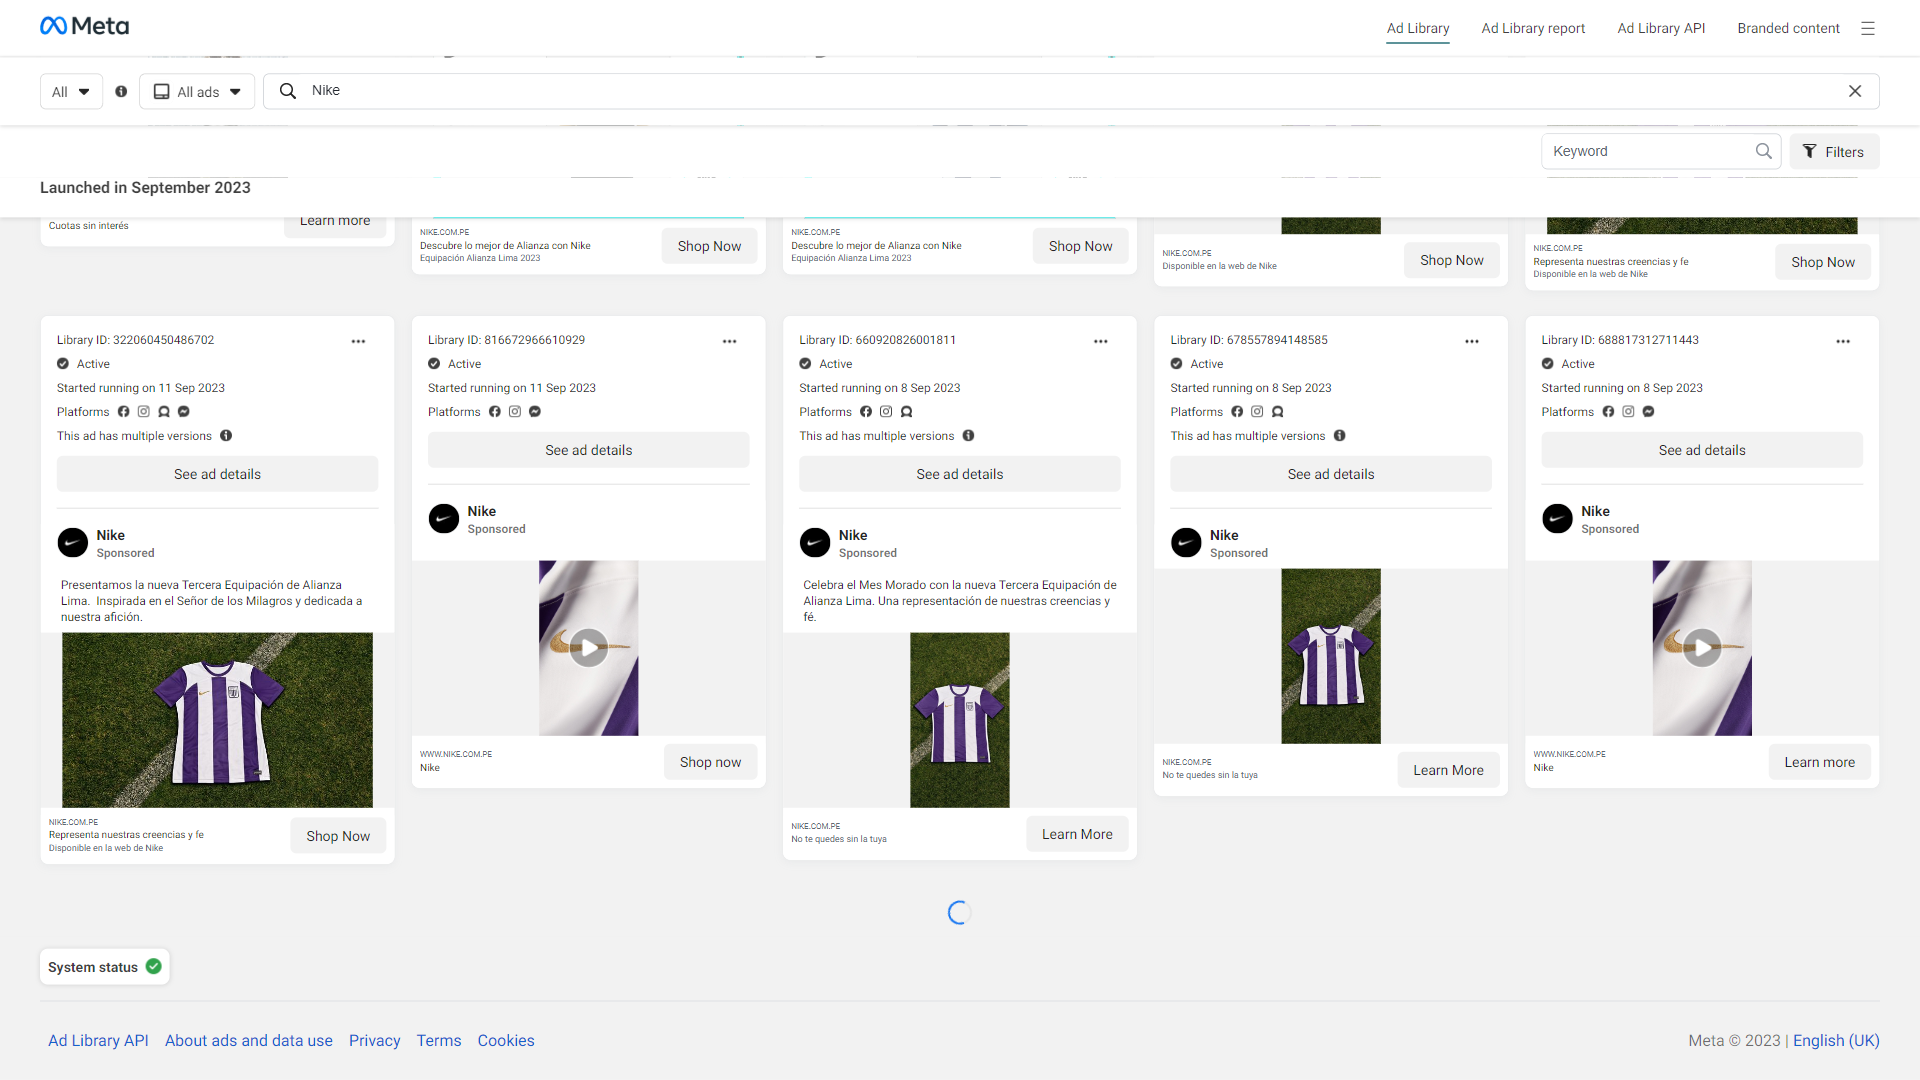 Meta
Ad Library
Ad Library report
Ad Library API
Branded content
All
All ads
Nike
Keyword
Filters
Launched in September 2023
Cuotas sin interés
Learn more
NIKE.COM.PE
Descubre lo mejor de Alianza con Nike
Equipación Alianza Lima 2023
Shop Now
NIKE.COM.PE
Descubre lo mejor de Alianza con Nike
Equipación Alianza Lima 2023
Shop Now
NIKE.COM.PE
Disponible en la web de Nike
Shop Now
NIKE.COM.PE
Representa nuestras creencias y fe
Disponible en la web de Nike
Shop Now
Library ID: 322060450486702
Active
Started running on 11 Sep 2023
Platforms
This ad has multiple versions
See ad details
Nike
Sponsored
Presentamos la nueva Tercera Equipación de Alianza
Lima. Inspirada en el Señor de los Milagros y dedicada a
nuestra afición.
NIKE.COM.PE
Representa nuestras creencias y fe
Disponible en la web de Nike
Shop Now
Library ID: 816672966610929
Active
Started running on 11 Sep 2023
Platforms
See ad details
Nike
Sponsored
WWW.NIKE.COM.PE
Nike
Shop now
Library ID: 660920826001811
Active
Started running on 8 Sep 2023
Platforms
This ad has multiple versions
See ad details
Nike
Sponsored
Celebra el Mes Morado con la nueva Tercera Equipación de
Alianza Lima. Una representación de nuestras creencias y
fé.
NIKE.COM.PE
No te quedes sin la tuya
Learn More
Library ID: 678557894148585
Active
Started running on 8 Sep 2023
Platforms
This ad has multiple versions
See ad details
Nike
Sponsored
NIKE.COM.PE
No te quedes sin la tuya
Learn More
Library ID: 688817312711443
Active
Started running on 8 Sep 2023
Platforms
See ad details
Nike
Sponsored
WWW.NIKE.COM.PE
Nike
Learn more
System status
Ad Library API
About ads and data use
Privacy
Terms
Cookies
Meta © 2023 | English (UK)